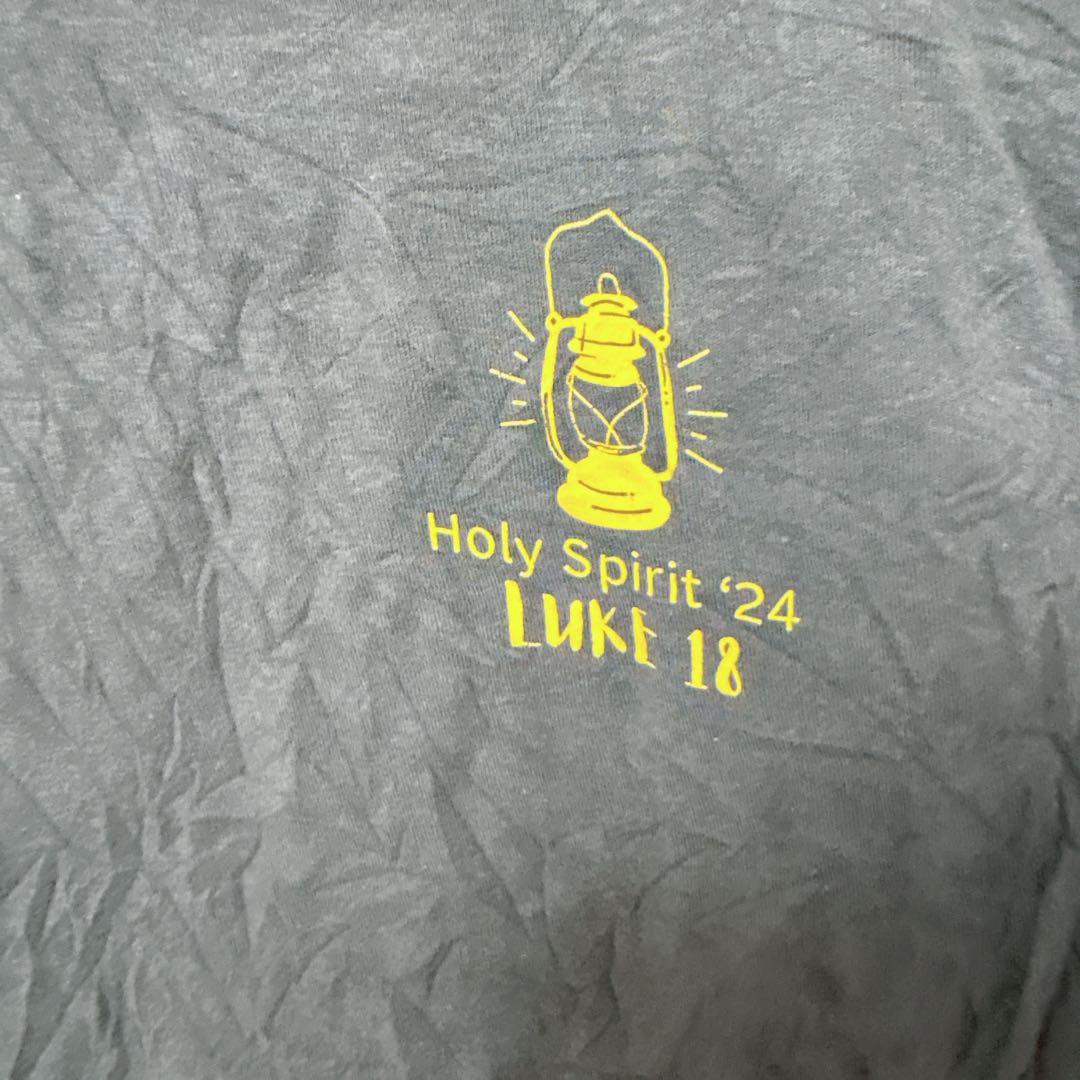 Holy Spirit ‘24
LUKE 18